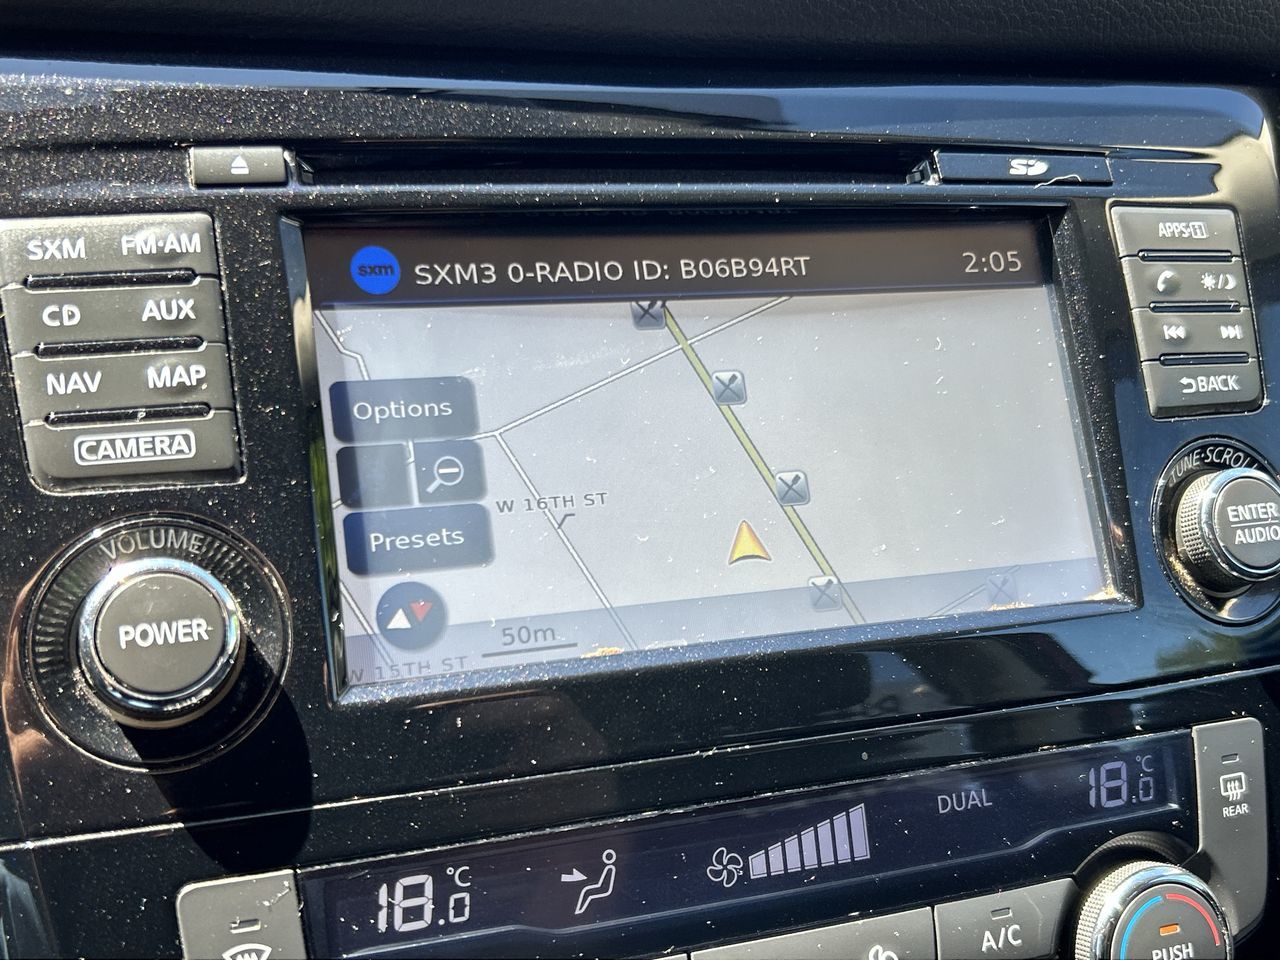 SD
SXM FM·AM
CD AUX
NAV MAP
P
CAMERA
VOLUME
POWER
sxm SXM3 0-RADIO ID: B06B94RT 2:05
Options
Presets
W 16TH ST
50m
W 15TH ST
APPS·i
BACK
TUNE·SCROLL
ENTER
AUDIO
18.0 °C
DUAL
18.0 °C
REAR
A/C
PUSH